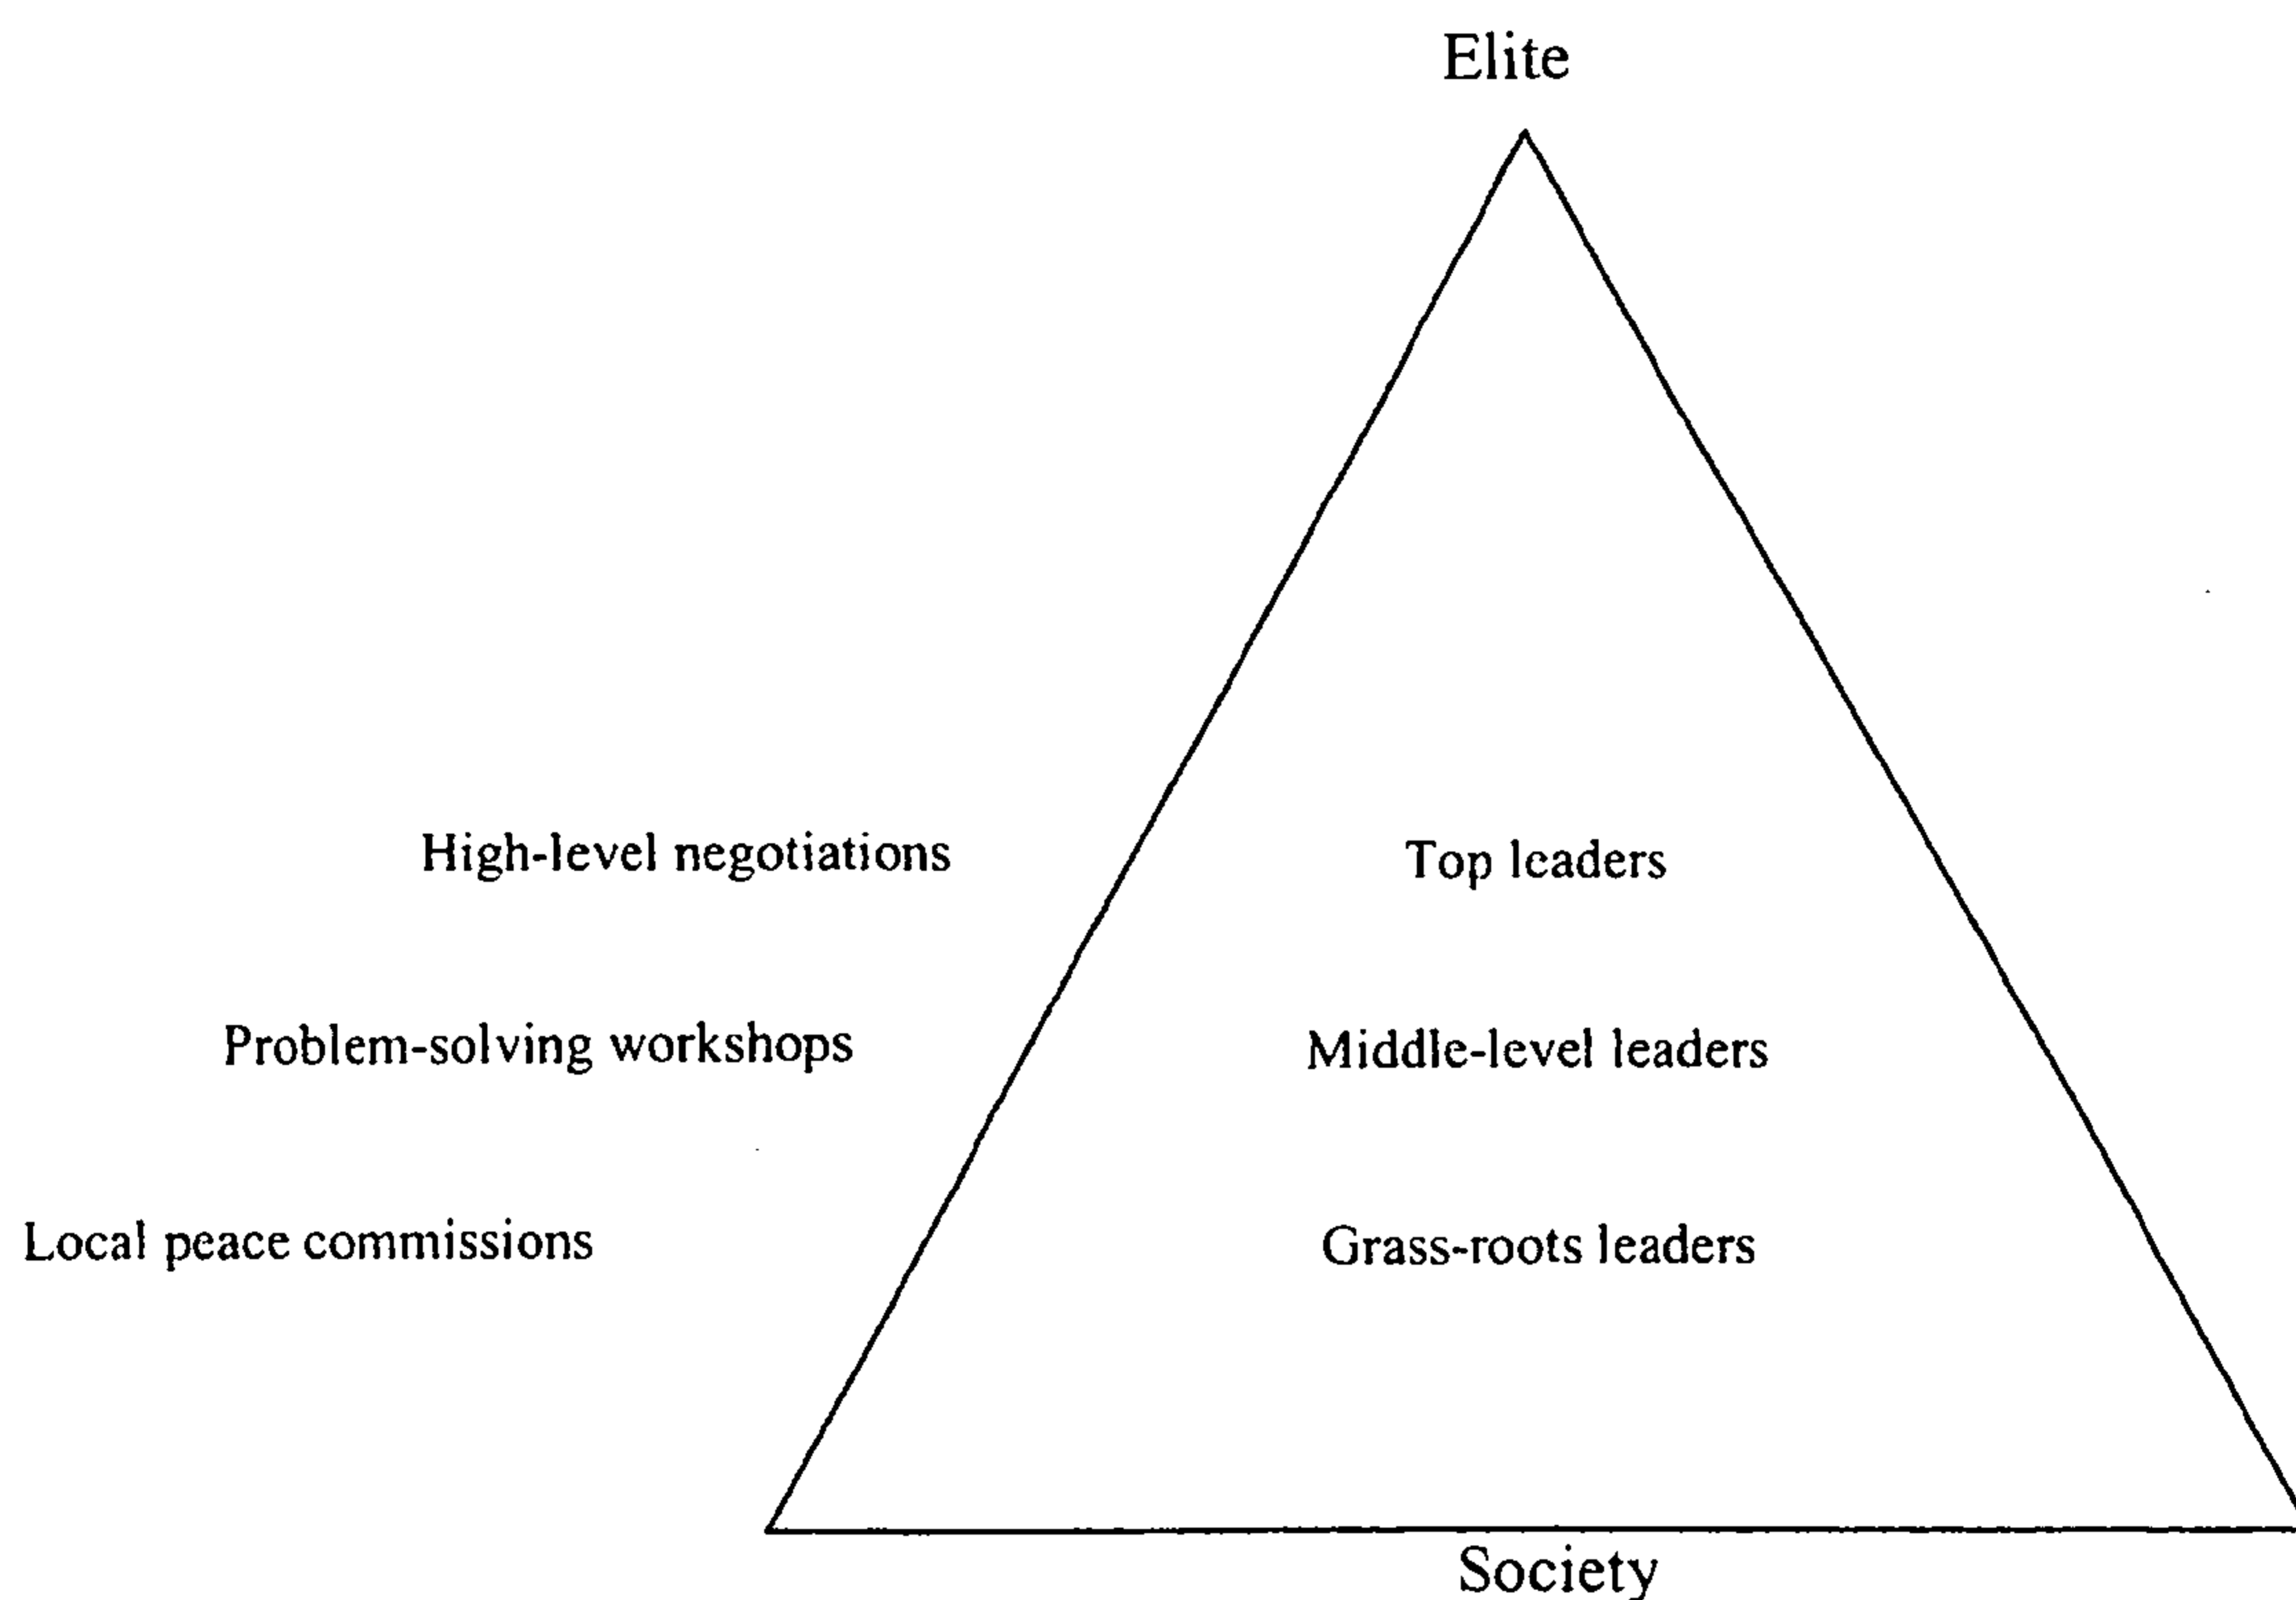 Elite
High-level negotiations Top leaders
Problem-solving workshops Middle-level leaders
Local peace commissions Grass-roots leaders
Society